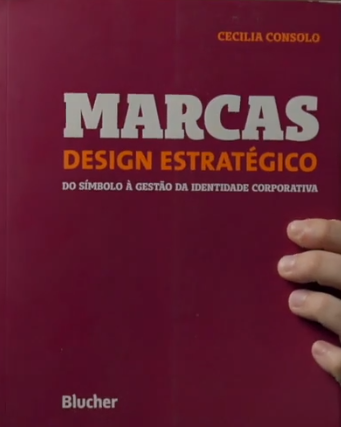 CECILIA CONSOLO
MARCAS
DESIGN ESTRATÉGICO
DO SÍMBOLO À GESTÃO DA IDENTIDADE CORPORATIVA
Blucher